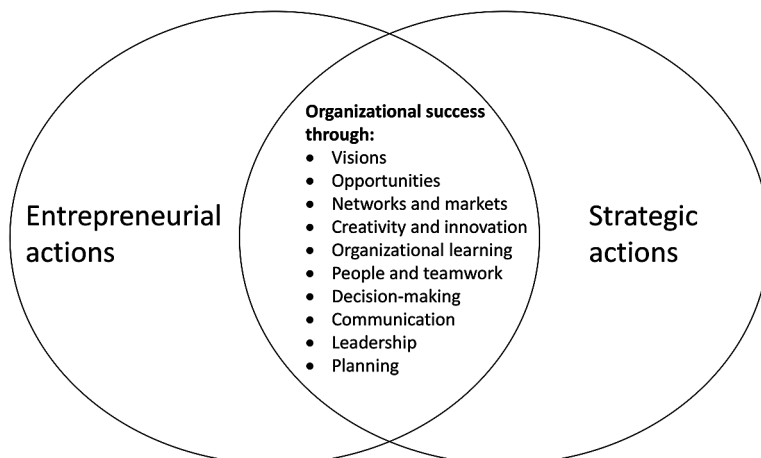 Entrepreneurial
actions
Organizational success
through:
• Visions
• Opportunities
• Networks and markets
• Creativity and innovation
• Organizational learning
• People and teamwork
• Decision-making
• Communication
• Leadership
• Planning
Strategic
actions